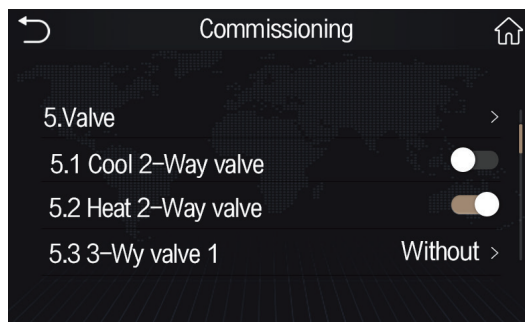 Commissioning
5.Valve >
5.1 Cool 2-Way valve
5.2 Heat 2-Way valve
5.3 3-Wy valve 1 Without >